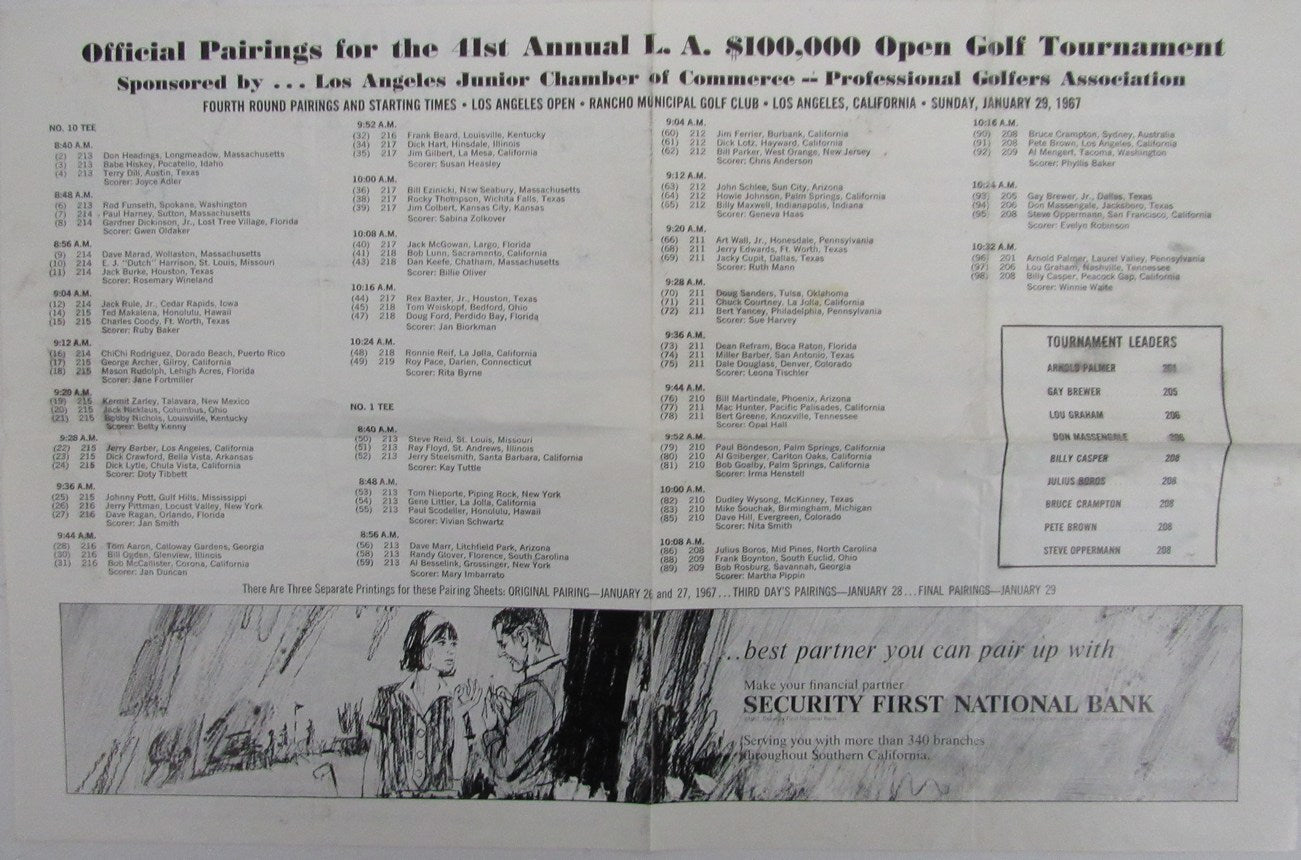 Official Pairings for the 41st Annual L. A. $100,000 Open Golf Tournament
Sponsored by ... Los Angeles Junior Chamber of Commerce -- Professional Golfers Association
FOURTH ROUND PAIRINGS AND STARTING TIMES • LOS ANGELES OPEN • RANCHO MUNICIPAL GOLF CLUB • LOS ANGELES, CALIFORNIA • SUNDAY, JANUARY 29, 1967
NO. 10 TEE
8:40 A.M.
(2) 213 Don Headings, Longmeadow, Massachusetts
(3) 213 Babe Hiskey, Pocatello, Idaho
(4) 213 Terry Dill, Austin, Texas
Scorer: Joyce Adler
8:48 A.M.
(6) 213 Rod Funseth, Spokane, Washington
(7) 214 Paul Harney, Sutton, Massachusetts
(8) 214 Gardner Dickinson, Jr., Lost Tree Village, Florida
Scorer: Gwen Oldaker
8:56 A.M.
(9) 214 Dave Marad, Wollaston, Massachusetts
(10) 214 E. J. "Dutch" Harrison, St. Louis, Missouri
(11) 214 Jack Burke, Houston, Texas
Scorer: Rosemary Wineland
9:04 A.M.
(12) 214 Jack Rule, Jr., Cedar Rapids, Iowa
(14) 215 Ted Makalena, Honolulu, Hawaii
(15) 215 Charles Coody, Ft. Worth, Texas
Scorer: Ruby Baker
9:12 A.M.
(16) 214 ChiChi Rodriguez, Dorado Beach, Puerto Rico
(17) 215 George Archer, Gilroy, California
(18) 215 Mason Rudolph, Lehigh Acres, Florida
Scorer: Jane Fortmiller
9:20 A.M.
(19) 215 Kermit Zarley, Talavara, New Mexico
(20) 215 Jack Nicklaus, Columbus, Ohio
(21) 215 Bobby Nichols, Louisville, Kentucky
Scorer: Betty Kenny
9:28 A.M.
(22) 215 Jerry Barber, Los Angeles, California
(23) 215 Dick Crawford, Bella Vista, Arkansas
(24) 215 Dick Lytle, Chula Vista, California
Scorer: Doty Tibbett
9:36 A.M.
(25) 215 Johnny Pott, Gulf Hills, Mississippi
(26) 216 Jerry Pittman, Locust Valley, New York
(27) 216 Dave Ragan, Orlando, Florida
Scorer: Jan Smith
9:44 A.M.
(28) 216 Tom Aaron, Calloway Gardens, Georgia
(30) 216 Bill Ogden, Glenview, Illinois
(31) 216 Bob McCallister, Corona, California
Scorer: Jan Duncan
9:52 A.M.
(32) 216 Frank Beard, Louisville, Kentucky
(34) 217 Dick Hart, Hinsdale, Illinois
(35) 217 Jim Gilbert, La Mesa, California
Scorer: Susan Heasley
10:00 A.M.
(36) 217 Bill Ezinicki, New Seabury, Massachusetts
(38) 217 Rocky Thompson, Wichita Falls, Texas
(39) 217 Jim Colbert, Kansas City, Kansas
Scorer: Sabina Zolkover
10:08 A.M.
(40) 217 Jack McGowan, Largo, Florida
(41) 218 Bob Lunn, Sacramento, California
(43) 218 Dan Keefe, Chatham, Massachusetts
Scorer: Billie Oliver
10:16 A.M.
(44) 217 Rex Baxter, Jr., Houston, Texas
(45) 218 Tom Weiskopf, Bedford, Ohio
(47) 218 Doug Ford, Perdido Bay, Florida
Scorer: Jan Biorkman
10:24 A.M.
(48) 218 Ronnie Reif, La Jolla, California
(49) 219 Roy Pace, Darien, Connecticut
Scorer: Rita Byrne
NO. 1 TEE
8:40 A.M.
(50) 213 Steve Reid, St. Louis, Missouri
(51) 213 Ray Floyd, St. Andrews, Illinois
(52) 213 Jerry Steelsmith, Santa Barbara, California
Scorer: Kay Tuttle
8:48 A.M.
(53) 213 Tom Nieporte, Piping Rock, New York
(54) 213 Gene Littler, La Jolla, California
(55) 213 Paul Scodeller, Honolulu, Hawaii
Scorer: Vivian Schwartz
8:56 A.M.
(56) 213 Dave Marr, Litchfield Park, Arizona
(58) 213 Randy Glover, Florence, South Carolina
(59) 213 Al Besselink, Grossinger, New York
Scorer: Mary Imbarrato
9:04 A.M.
(60) 212 Jim Ferrier, Burbank, California
(61) 212 Dick Lotz, Hayward, California
(62) 212 Bill Parker, West Orange, New Jersey
Scorer: Chris Anderson
9:12 A.M.
(63) 212 John Schlee, Sun City, Arizona
(64) 212 Howie Johnson, Palm Springs, California
(65) 212 Billy Maxwell, Indianapolis, Indiana
Scorer: Geneva Haas
9:20 A.M.
(66) 211 Art Wall, Jr., Honesdale, Pennsylvania
(68) 211 Jerry Edwards, Ft. Worth, Texas
(69) 211 Jacky Cupit, Dallas, Texas
Scorer: Ruth Mann
9:28 A.M.
(70) 211 Doug Sanders, Tulsa, Oklahoma
(71) 211 Chuck Courtney, La Jolla, California
(72) 211 Bert Yancey, Philadelphia, Pennsylvania
Scorer: Sue Harvey
9:36 A.M.
(73) 211 Dean Refram, Boca Raton, Florida
(74) 211 Miller Barber, San Antonio, Texas
(75) 211 Dale Douglass, Denver, Colorado
Scorer: Leona Tischler
9:44 A.M.
(76) 210 Bill Martindale, Phoenix, Arizona
(77) 211 Mac Hunter, Pacific Palisades, California
(78) 211 Bert Greene, Knoxville, Tennessee
Scorer: Opal Hall
9:52 A.M.
(79) 210 Paul Bondeson, Palm Springs, California
(80) 210 Al Geiberger, Carlton Oaks, California
(81) 210 Bob Goalby, Palm Springs, California
Scorer: Irma Henstell
10:00 A.M.
(82) 210 Dudley Wysong, McKinney, Texas
(83) 210 Mike Souchak, Birmingham, Michigan
(85) 210 Dave Hill, Evergreen, Colorado
Scorer: Nita Smith
10:08 A.M.
(86) 208 Julius Boros, Mid Pines, North Carolina
(88) 209 Frank Boynton, South Euclid, Ohio
(89) 209 Bob Rosburg, Savannah, Georgia
Scorer: Martha Pippin
10:16 A.M.
(90) 208 Bruce Crampton, Sydney, Australia
(91) 208 Pete Brown, Los Angeles, California
(92) 209 Al Mengert, Tacoma, Washington
Scorer: Phyllis Baker
10:24 A.M.
(93) 205 Gay Brewer, Jr., Dallas, Texas
(94) 206 Don Massengale, Jacksboro, Texas
(95) 208 Steve Oppermann, San Francisco, California
Scorer: Evelyn Robinson
10:32 A.M.
(96) 201 Arnold Palmer, Laurel Valley, Pennsylvania
(97) 206 Lou Graham, Nashville, Tennessee
(98) 208 Billy Casper, Peacock Gap, California
Scorer: Winnie Waite
TOURNAMENT LEADERS
ARNOLD PALMER 201
GAY BREWER 205
LOU GRAHAM 206
DON MASSENGALE 206
BILLY CASPER 208
JULIUS BOROS 208
BRUCE CRAMPTON 208
PETE BROWN 208
STEVE OPPERMANN 208
There Are Three Separate Printings for these Pairing Sheets: ORIGINAL PAIRING—JANUARY 26 and 27, 1967...THIRD DAY'S PAIRINGS—JANUARY 28...FINAL PAIRINGS—JANUARY 29
...best partner you can pair up with
Make your financial partner
SECURITY FIRST NATIONAL BANK
Serving you with more than 340 branches
throughout Southern California.